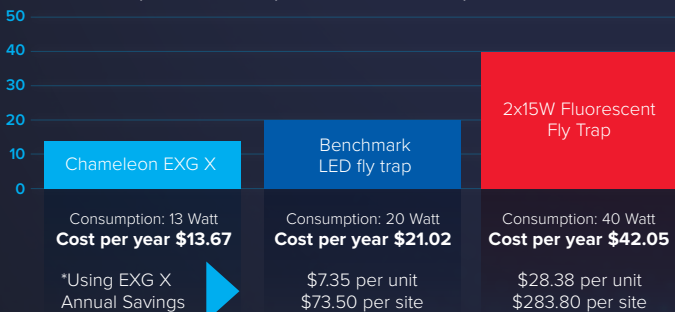 50
40
30
20
10
0
Chameleon EXG X
Benchmark
LED fly trap
2x15W Fluorescent
Fly Trap
Consumption: 13 Watt
Cost per year $13.67
Consumption: 20 Watt
Cost per year $21.02
Consumption: 40 Watt
Cost per year $42.05
*Using EXG X
Annual Savings
$7.35 per unit
$73.50 per site
$28.38 per unit
$283.80 per site